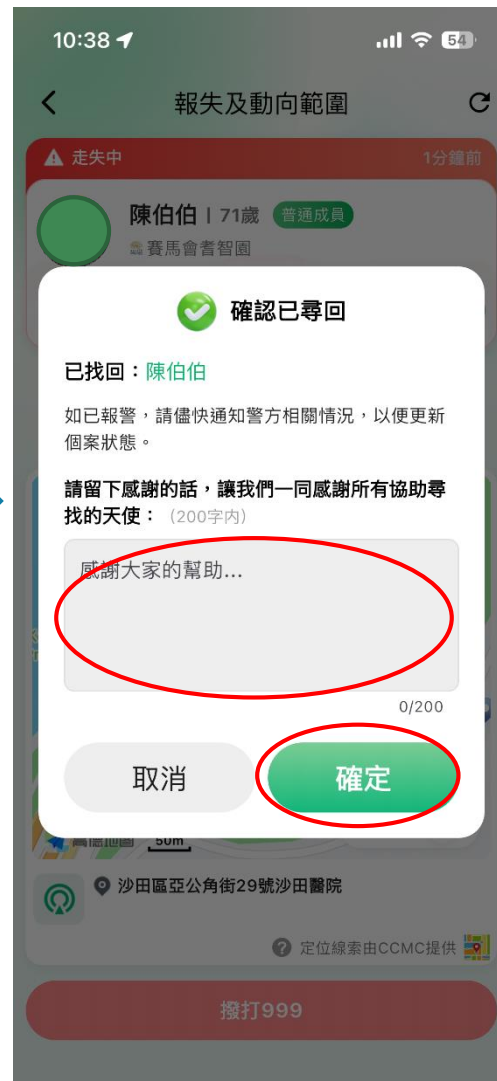 10:38
54
報失及動向範圍
走失中
1分鐘前
陳伯伯 | 71歲 普通成員
賽馬會耆智園
確認已尋回
已找回：陳伯伯
如已報警，請儘快通知警方相關情況，以便更新
個案狀態。
請留下感謝的話，讓我們一同感謝所有協助尋
找的天使： (200字内)
感謝大家的幫助...
0/200
取消
確定
高德地图
50m
沙田區亞公角街29號沙田醫院
定位線索由CCMC提供
撥打999